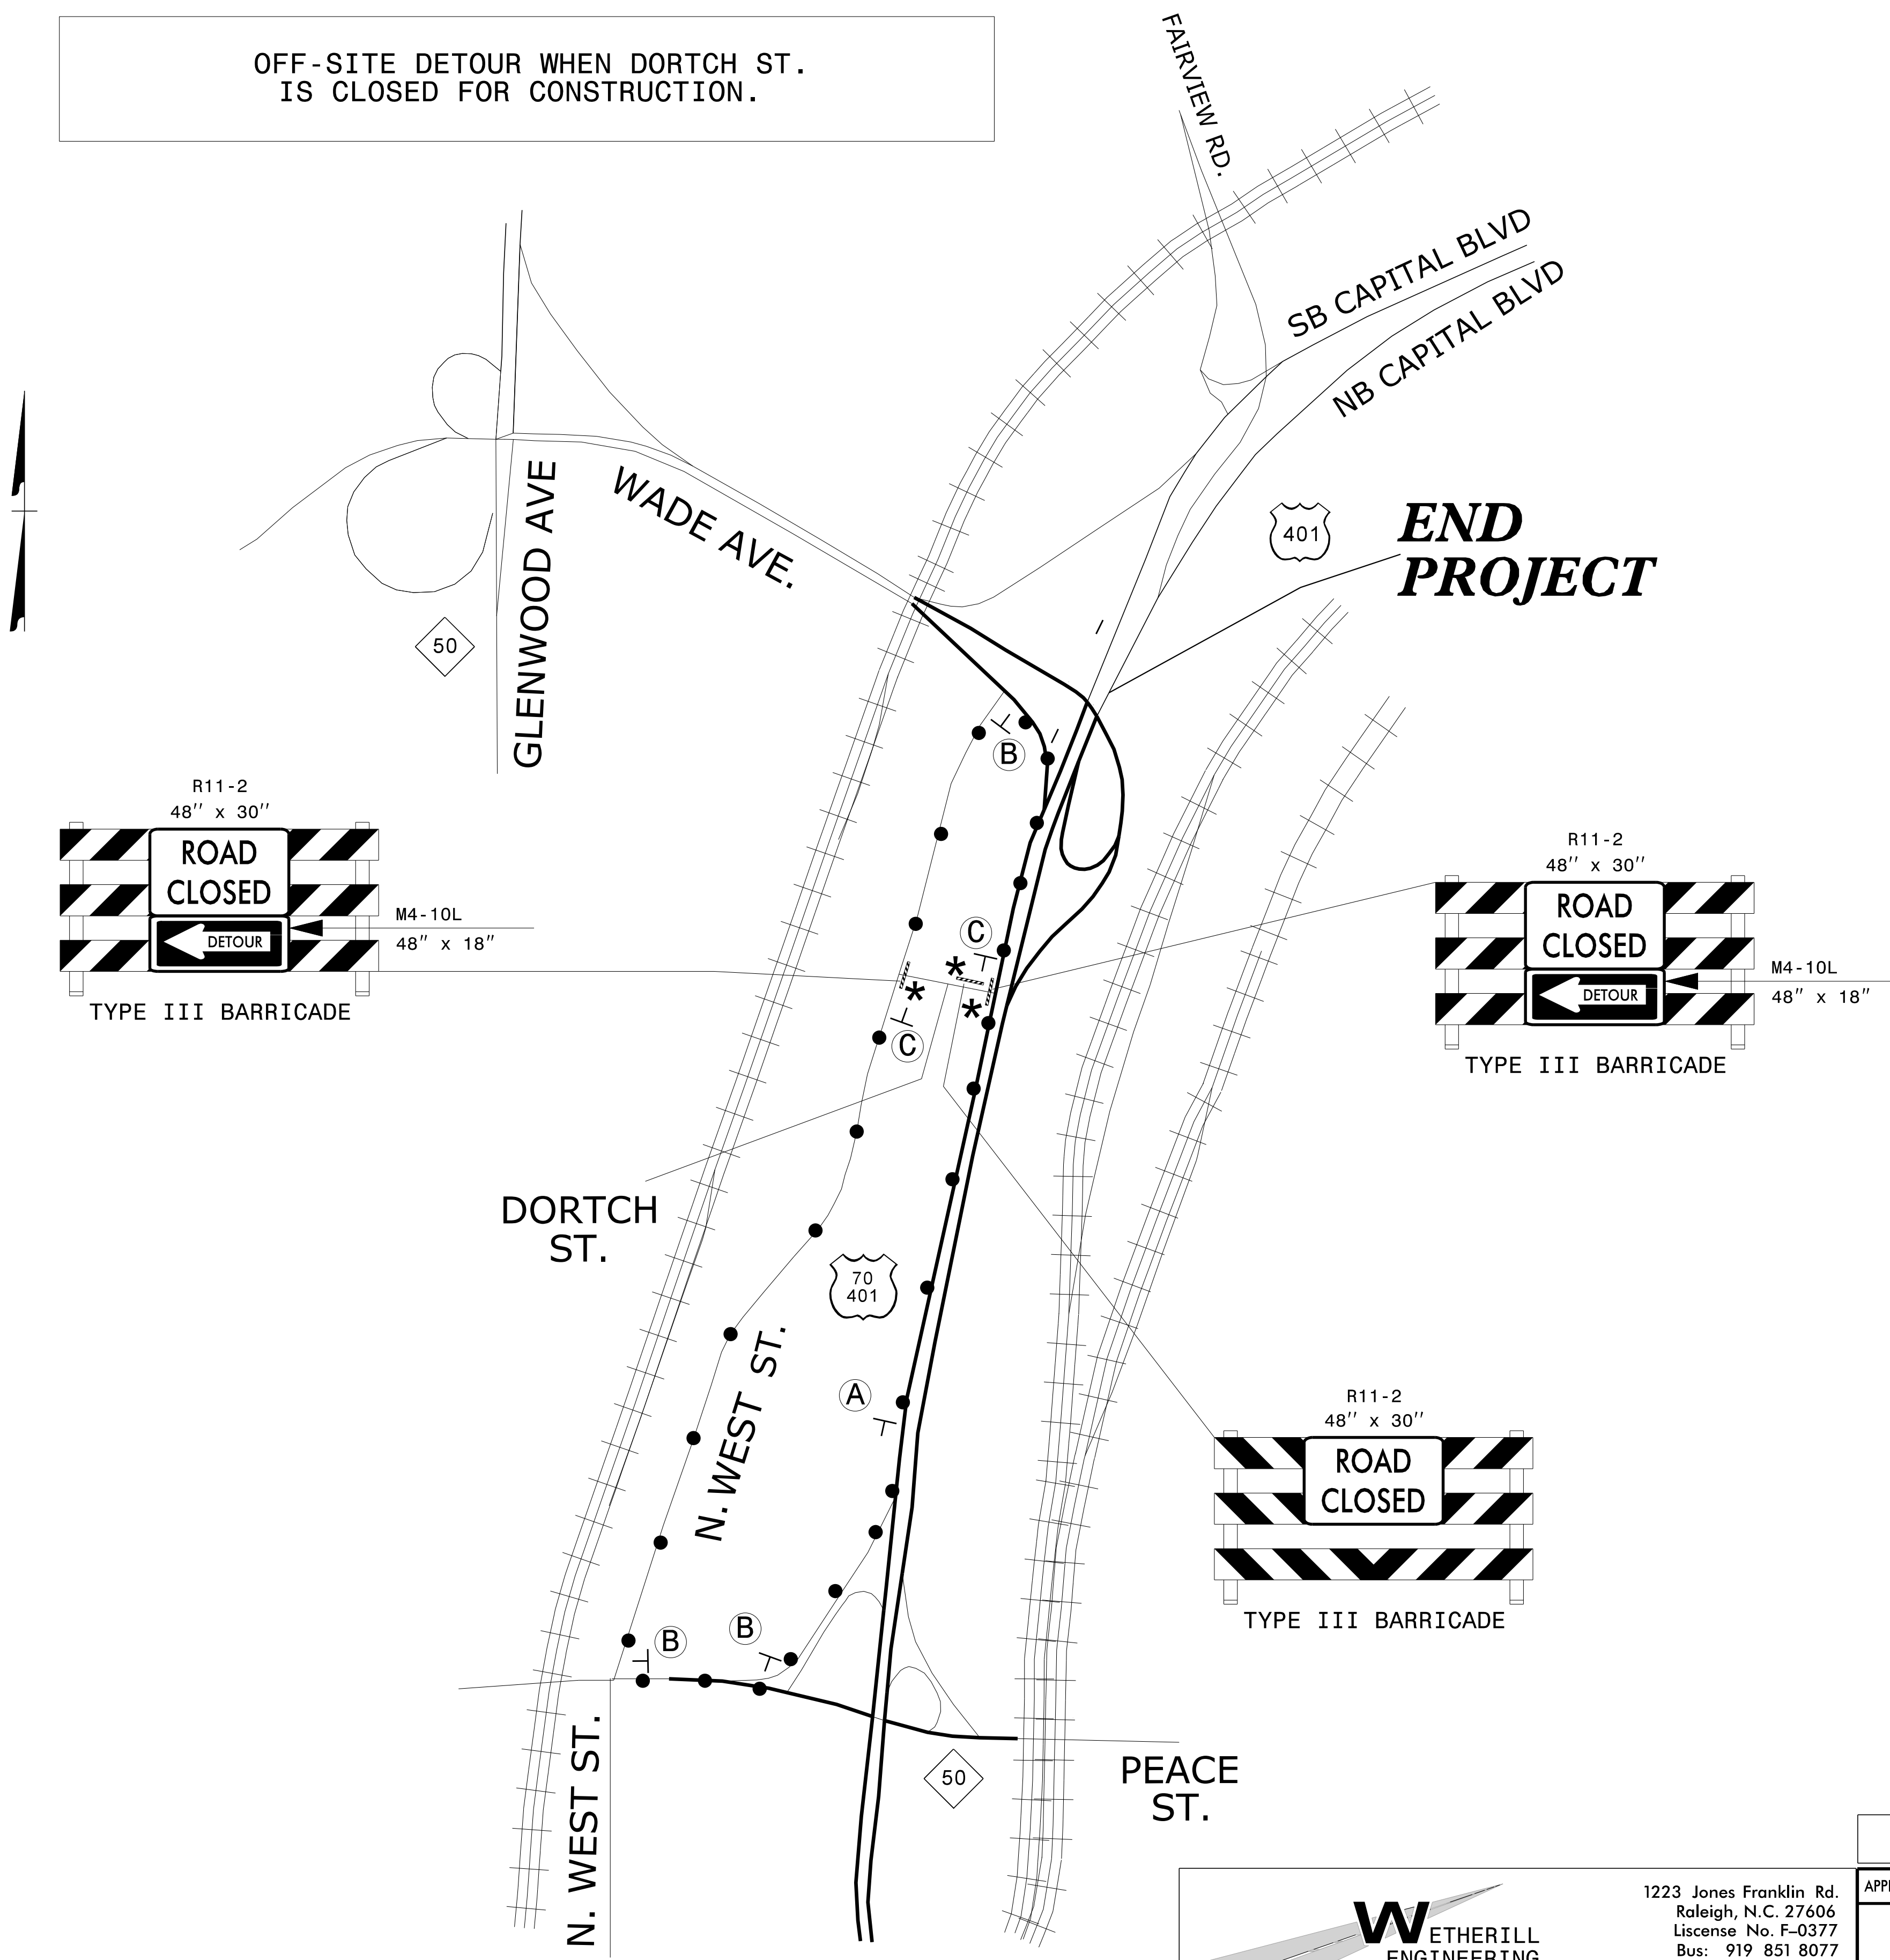 OFF-SITE DETOUR WHEN DORTCH ST.
IS CLOSED FOR CONSTRUCTION.
FAIRVIEW RD.
SB CAPITAL BLVD
NB CAPITAL BLVD
401
END
PROJECT
WADE AVE.
GLENWOOD AVE
50
B
R11-2
48" x 30"
ROAD
CLOSED
DETOUR
M4-10L
48" x 18"
TYPE III BARRICADE
R11-2
48" x 30"
ROAD
CLOSED
DETOUR
M4-10L
48" x 18"
TYPE III BARRICADE
C
*
*
*
C
DORTCH
ST.
70
401
N. WEST ST.
A
R11-2
48" x 30"
ROAD
CLOSED
TYPE III BARRICADE
B
B
N. WEST ST.
50
PEACE
ST.
WETHERILL
ENGINEERING
1223 Jones Franklin Rd.
Raleigh, N.C. 27606
Liscense No. F-0377
Bus: 919 851 8077